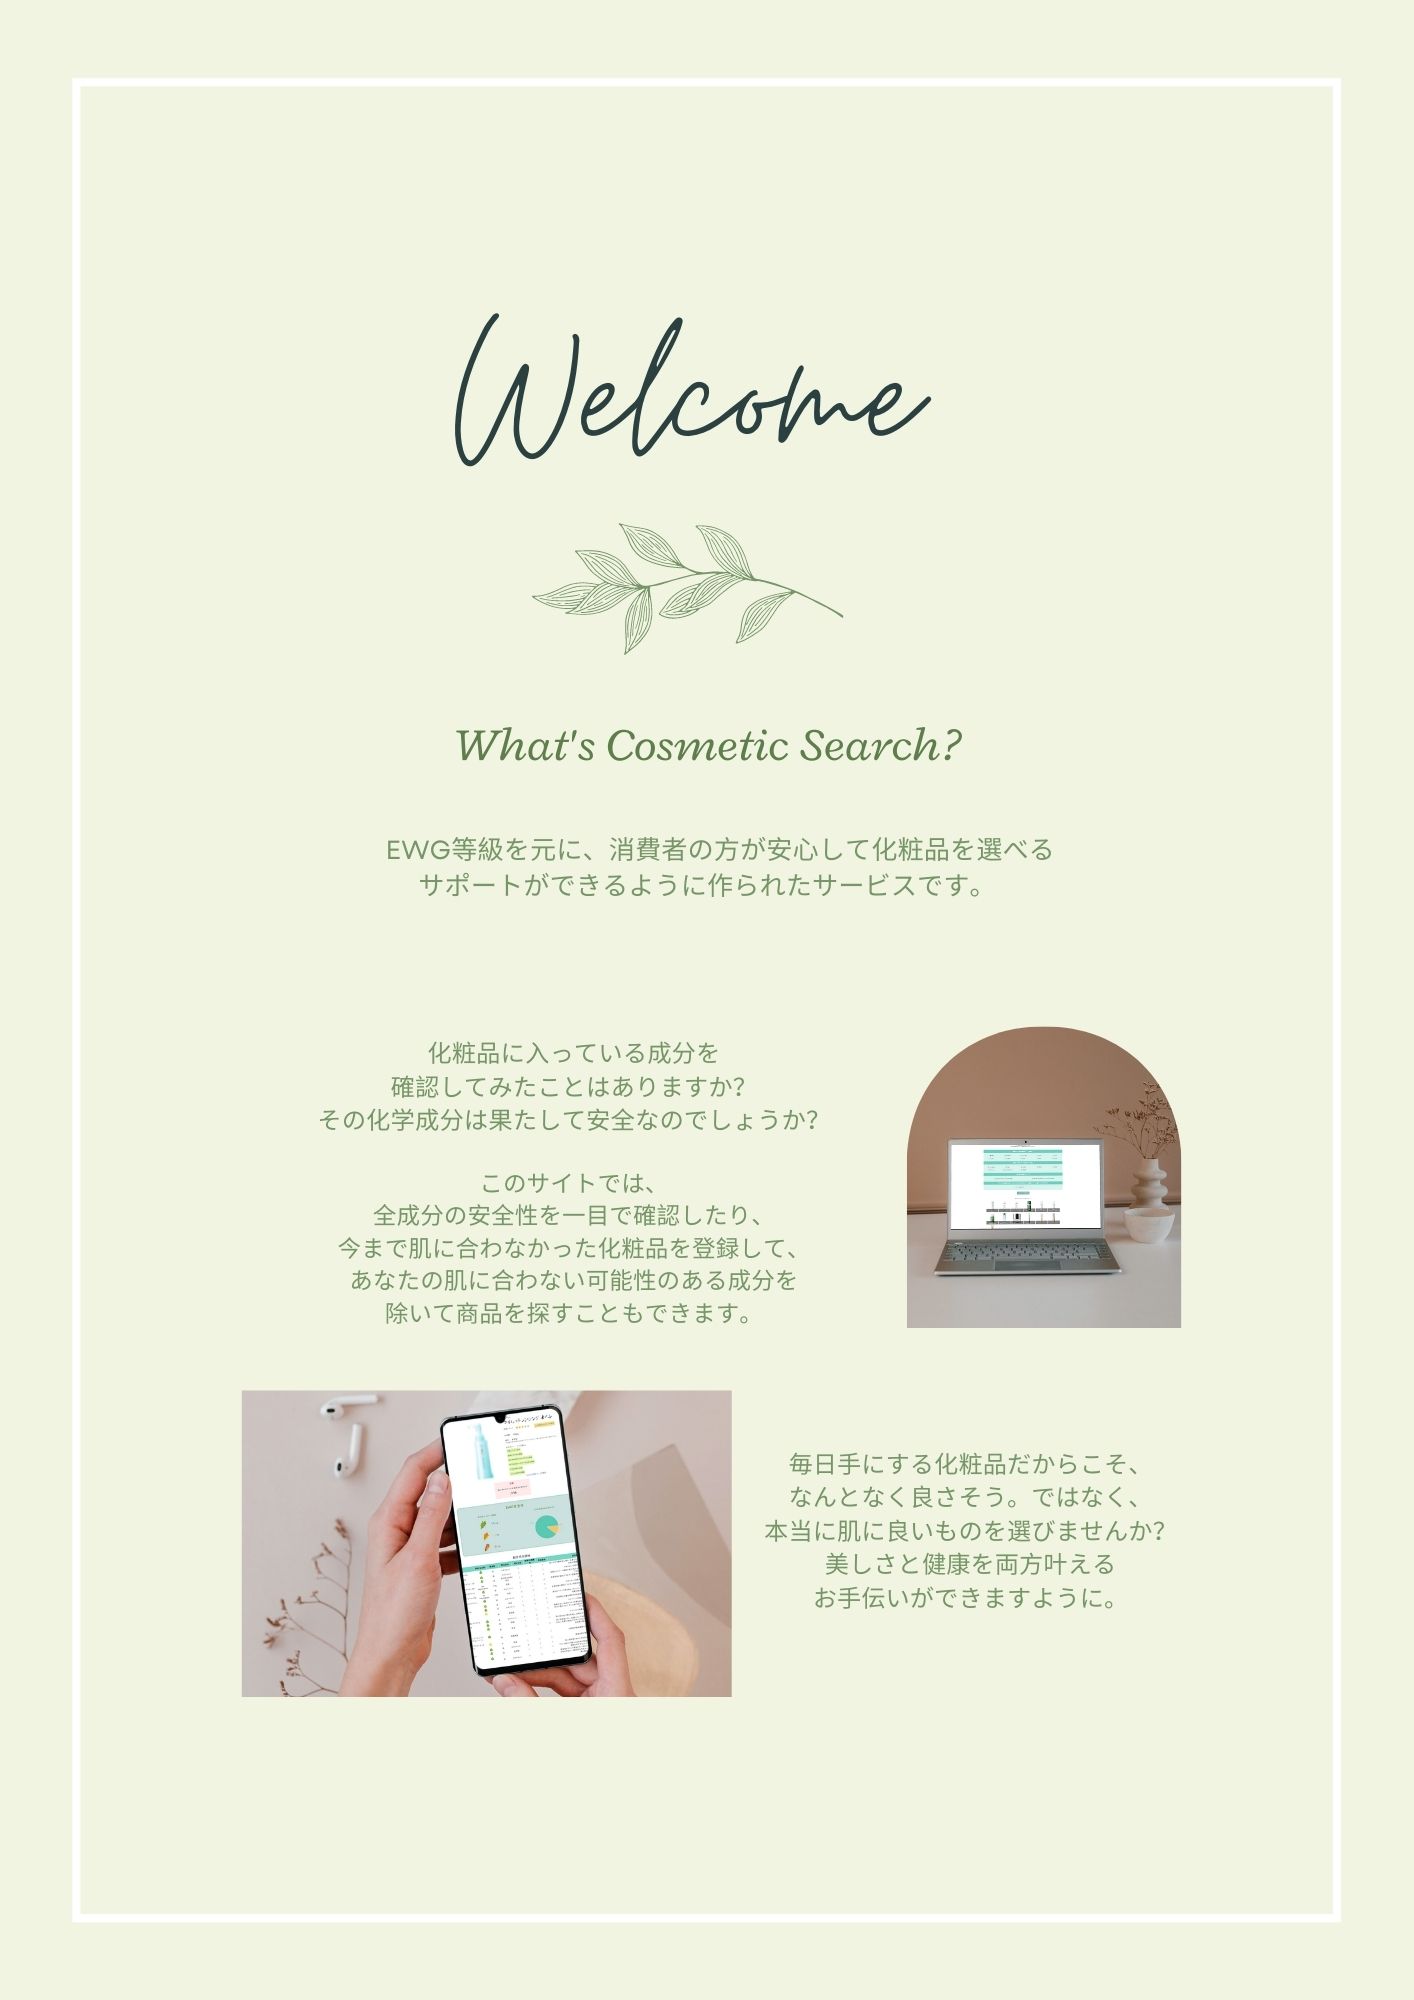 Welcome
What's Cosmetic Search?
EWG等級を元に、消費者の方が安心して化粧品を選べる
サポートができるように作られたサービスです。
化粧品に入っている成分を
確認してみたことはありますか?
その化学成分は果たして安全なのでしょうか?
このサイトでは、
全成分の安全性を一目で確認したり、
今まで肌に合わなかった化粧品を登録して、
あなたの肌に合わない可能性のある成分を
除いて商品を探すこともできます。
毎日手にする化粧品だからこそ、
なんとなく良さそう。ではなく、
本当に肌に良いものを選びませんか?
美しさと健康を両方叶える
お手伝いができますように。